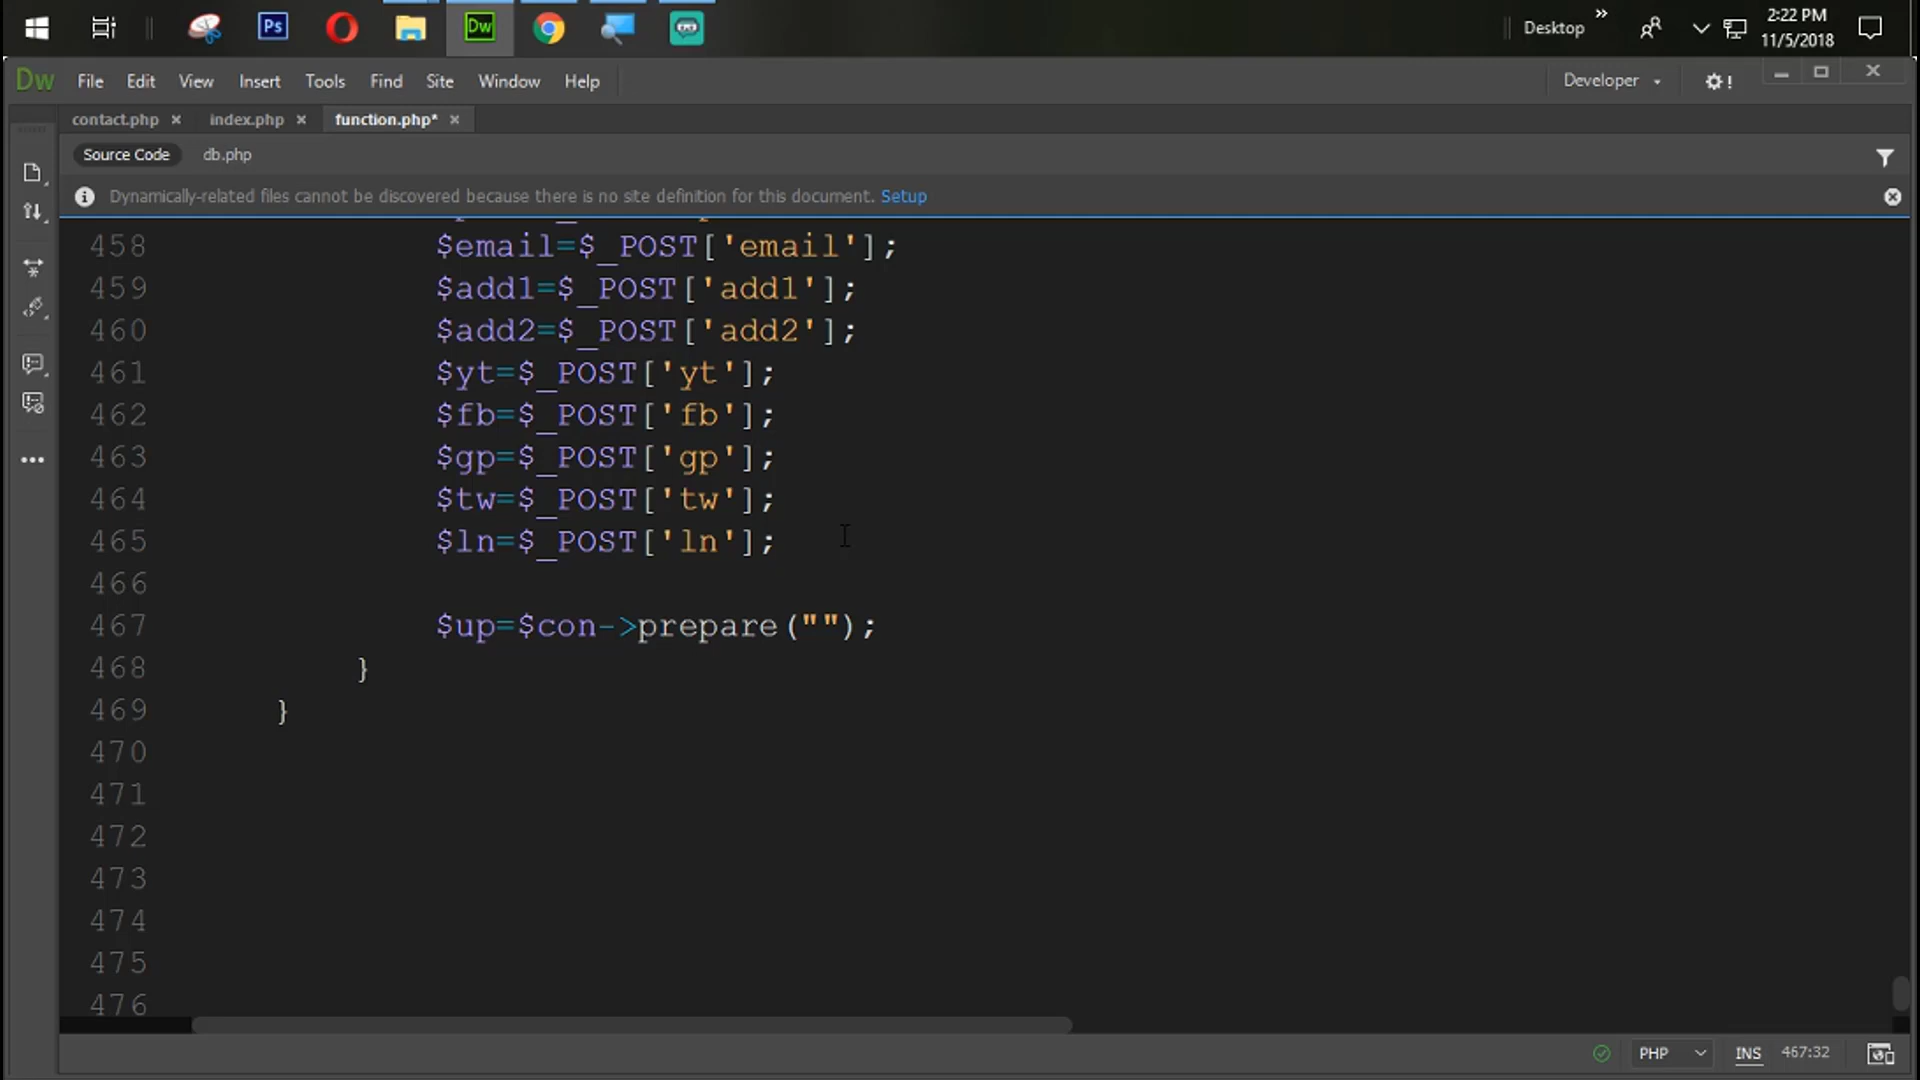 Ps
Dw
Desktop
»
2:22 PM
11/5/2018
Dw
File Edit View Insert Tools Find Site Window Help
Developer
!
contact.php × index.php × function.php* ×
Source Code db.php
Dynamically-related files cannot be discovered because there is no site definition for this document. Setup
458 $email=$_POST['email'];
459 $add1=$_POST['add1'];
460 $add2=$_POST['add2'];
461 $yt=$_POST['yt'];
462 $fb=$_POST['fb'];
463 $gp=$_POST['gp'];
464 $tw=$_POST['tw'];
465 $ln=$_POST['ln'];
466
467 $up=$con->prepare("");
468 }
469 }
470
471
472
473
474
475
476
PHP INS 467:32